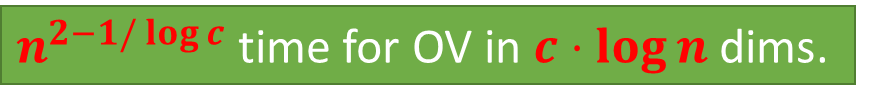 n^{2−1/ log c} time for OV in c · log n dims.